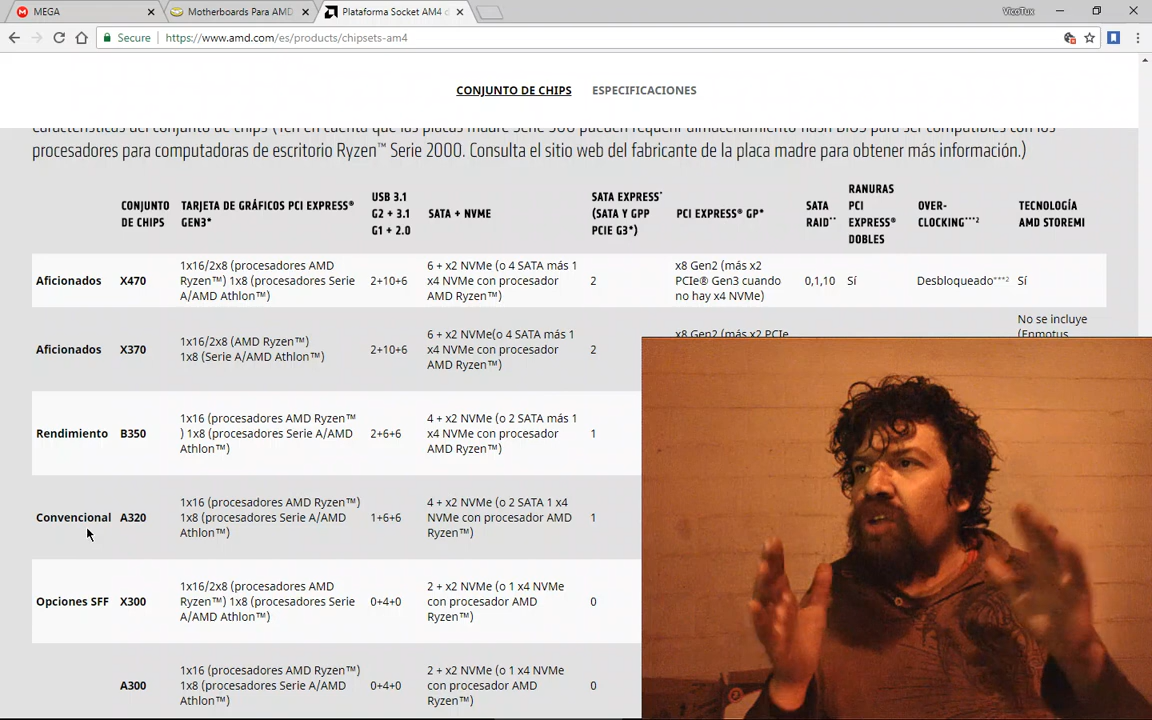 MEGA
Motherboards Para AMD
Plataforma Socket AM4 d
VicoTux
Secure
https://www.amd.com/es/products/chipsets-am4
CONJUNTO DE CHIPS
ESPECIFICACIONES
procesadores para computadoras de escritorio Ryzen™ Serie 2000. Consulta el sitio web del fabricante de la placa madre para obtener más información.)
CONJUNTO
DE CHIPS
TARJETA DE GRÁFICOS PCI EXPRESS®
GEN3*
USB 3.1
G2 + 3.1
G1 + 2.0
SATA + NVME
SATA EXPRESS*
(SATA Y GPP
PCIE G3*)
PCI EXPRESS® GP*
SATA
RAID**
RANURAS
PCI
EXPRESS®
DOBLES
OVER-
CLOCKING***2
TECNOLOGÍA
AMD STOREMI
Aficionados
X470
1x16/2x8 (procesadores AMD
Ryzen™) 1x8 (procesadores Serie
A/AMD Athlon™)
2+10+6
6 + x2 NVMe (o 4 SATA más 1
x4 NVMe con procesador
AMD Ryzen™)
2
x8 Gen2 (más x2
PCIe® Gen3 cuando
no hay x4 NVMe)
0,1,10
Sí
Desbloqueado***2
Sí
Aficionados
X370
1x16/2x8 (AMD Ryzen™)
1x8 (Serie A/AMD Athlon™)
2+10+6
6 + x2 NVMe(o 4 SATA más 1
x4 NVMe con procesador
AMD Ryzen™)
2
x8 Gen2 (más x2 PCIe
No se incluye
(Enmotus
Rendimiento
B350
1x16 (procesadores AMD Ryzen™
) 1x8 (procesadores Serie A/AMD
Athlon™)
2+6+6
4 + x2 NVMe (o 2 SATA más 1
x4 NVMe con procesador
AMD Ryzen™)
1
Convencional
A320
1x16 (procesadores AMD Ryzen™)
1x8 (procesadores Serie A/AMD
Athlon™)
1+6+6
4 + x2 NVMe (o 2 SATA 1 x4
NVMe con procesador AMD
Ryzen™)
1
Opciones SFF
X300
1x16/2x8 (procesadores AMD
Ryzen™) 1x8 (procesadores Serie
A/AMD Athlon™)
0+4+0
2 + x2 NVMe (o 1 x4 NVMe
con procesador AMD
Ryzen™)
0
A300
1x16 (procesadores AMD Ryzen™)
1x8 (procesadores Serie A/AMD
Athlon™)
0+4+0
2 + x2 NVMe (o 1 x4 NVMe
con procesador AMD
Ryzen™)
0